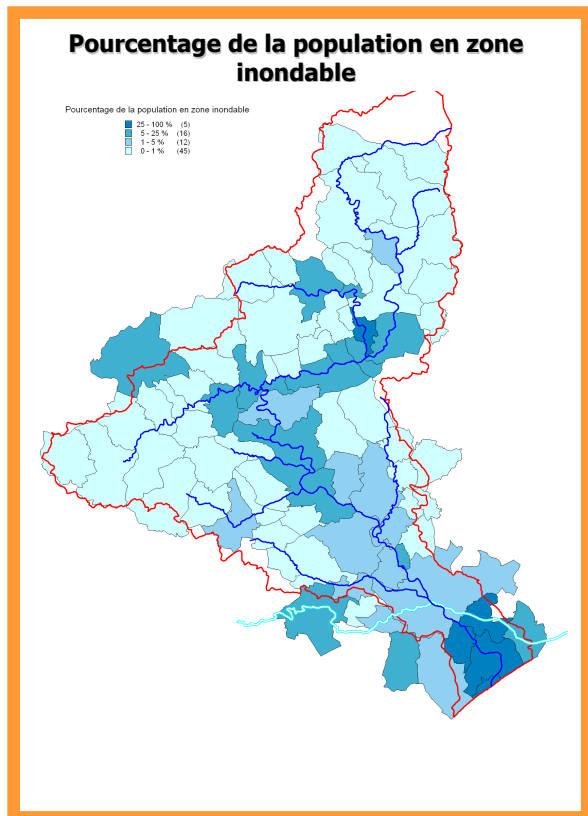 Pourcentage de la population en zone
inondable
Pourcentage de la population en zone inondable
25 - 100 % (5)
5 - 25 % (16)
1 - 5 % (12)
0 - 1 % (45)